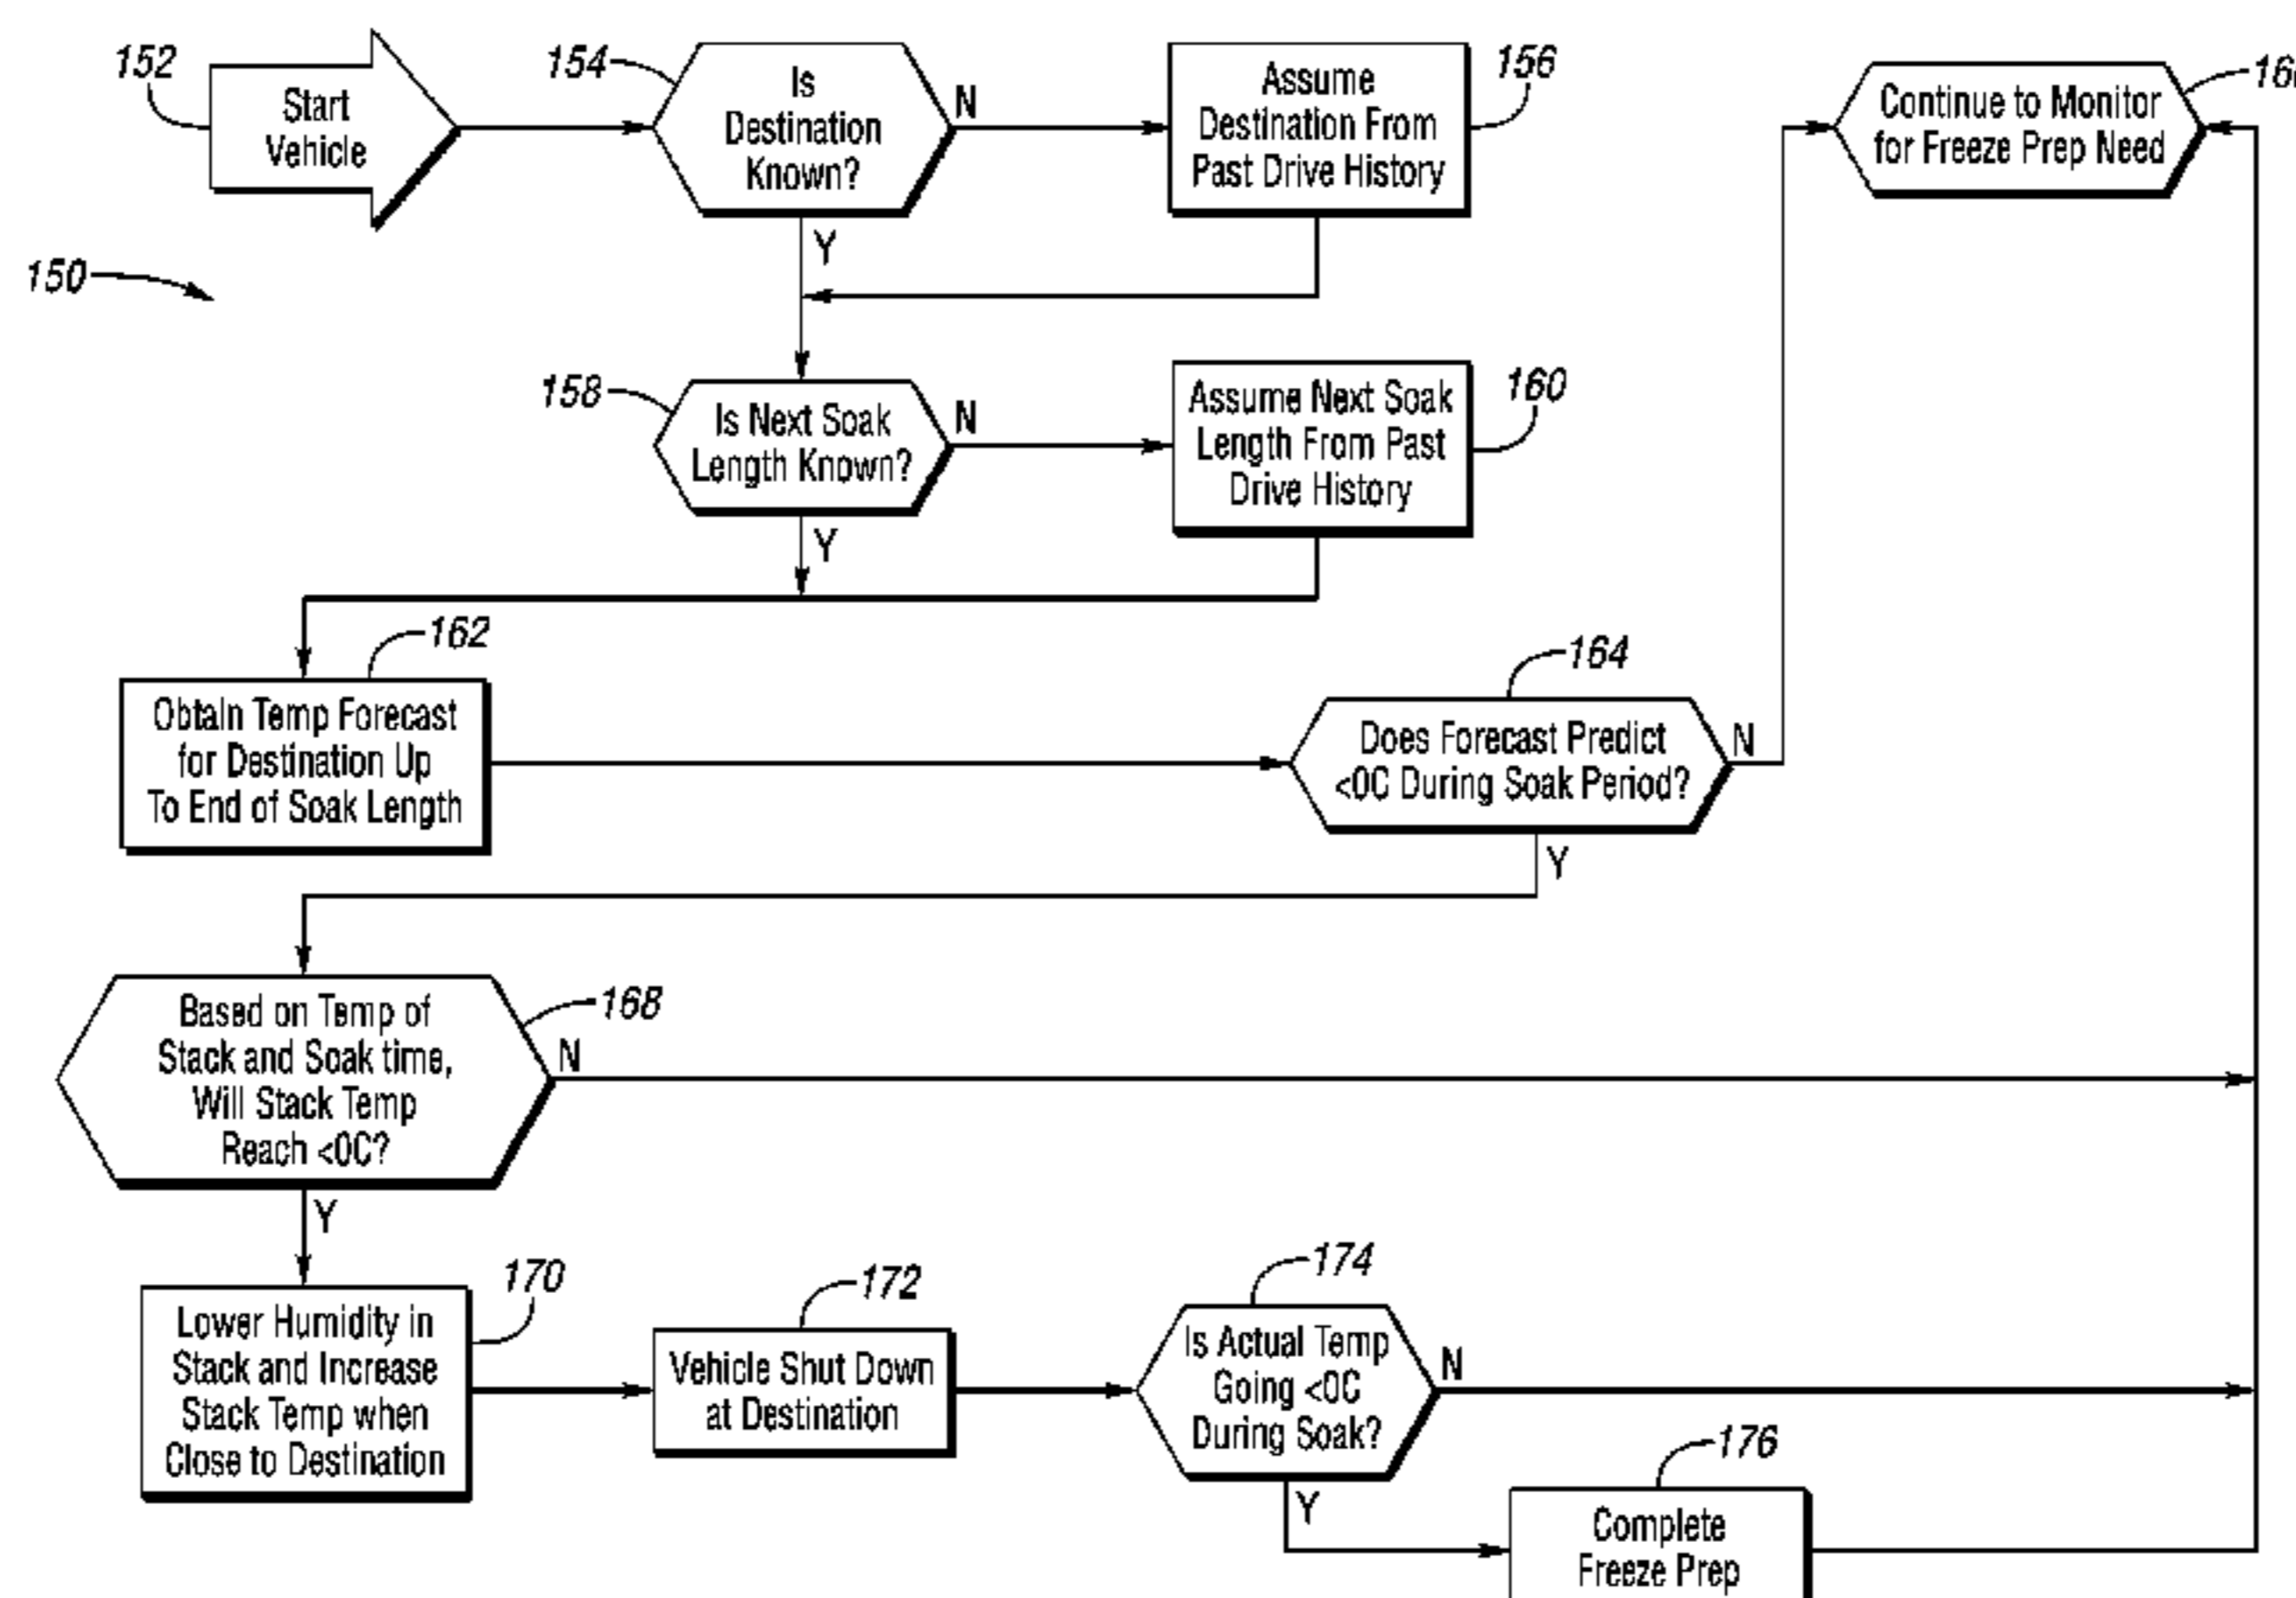 152
Start
Vehicle
154
Is
Destination
Known?
N
Y
156
Assume
Destination From
Past Drive History
Continue to Monitor
for Freeze Prep Need
150
158
Is Next Soak
Length Known?
N
Y
160
Assume Next Soak
Length From Past
Drive History
162
Obtain Temp Forecast
for Destination Up
To End of Soak Length
164
Does Forecast Predict
<0C During Soak Period?
N
Y
168
Based on Temp of
Stack and Soak time,
Will Stack Temp
Reach <0C?
N
Y
170
Lower Humidity in
Stack and Increase
Stack Temp when
Close to Destination
172
Vehicle Shut Down
at Destination
174
Is Actual Temp
Going <0C
During Soak?
N
Y
176
Complete
Freeze Prep